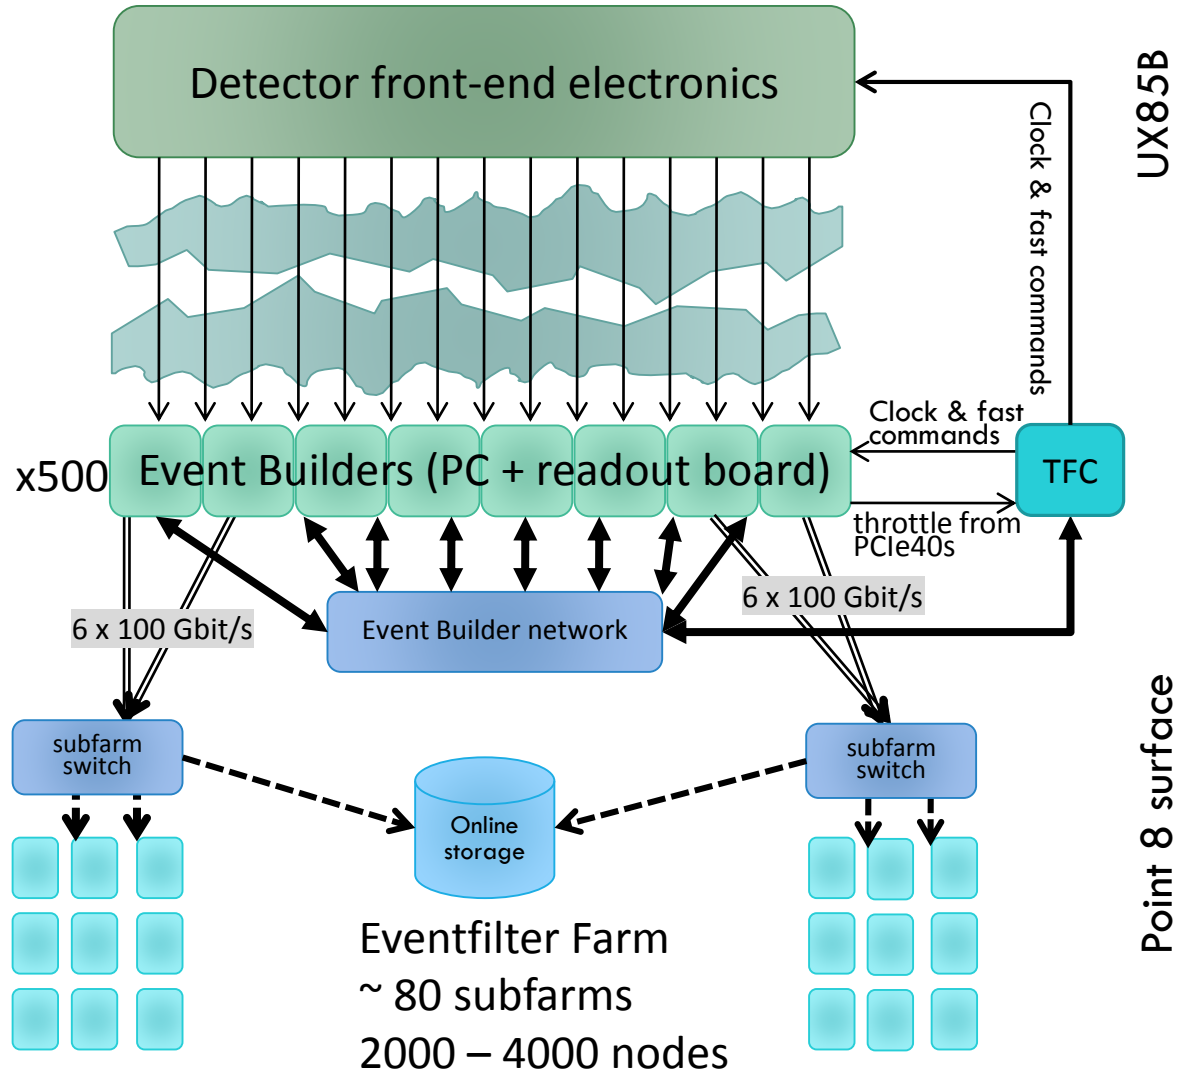 Detector front-end electronics
UX85B
Clock & fast commands
Clock & fast
commands
x500
Event Builders (PC + readout board)
TFC
throttle from
PCIe40s
6 x 100 Gbit/s
6 x 100 Gbit/s
Event Builder network
subfarm
switch
subfarm
switch
Point 8 surface
Online
storage
Eventfilter Farm
~ 80 subfarms
2000 – 4000 nodes